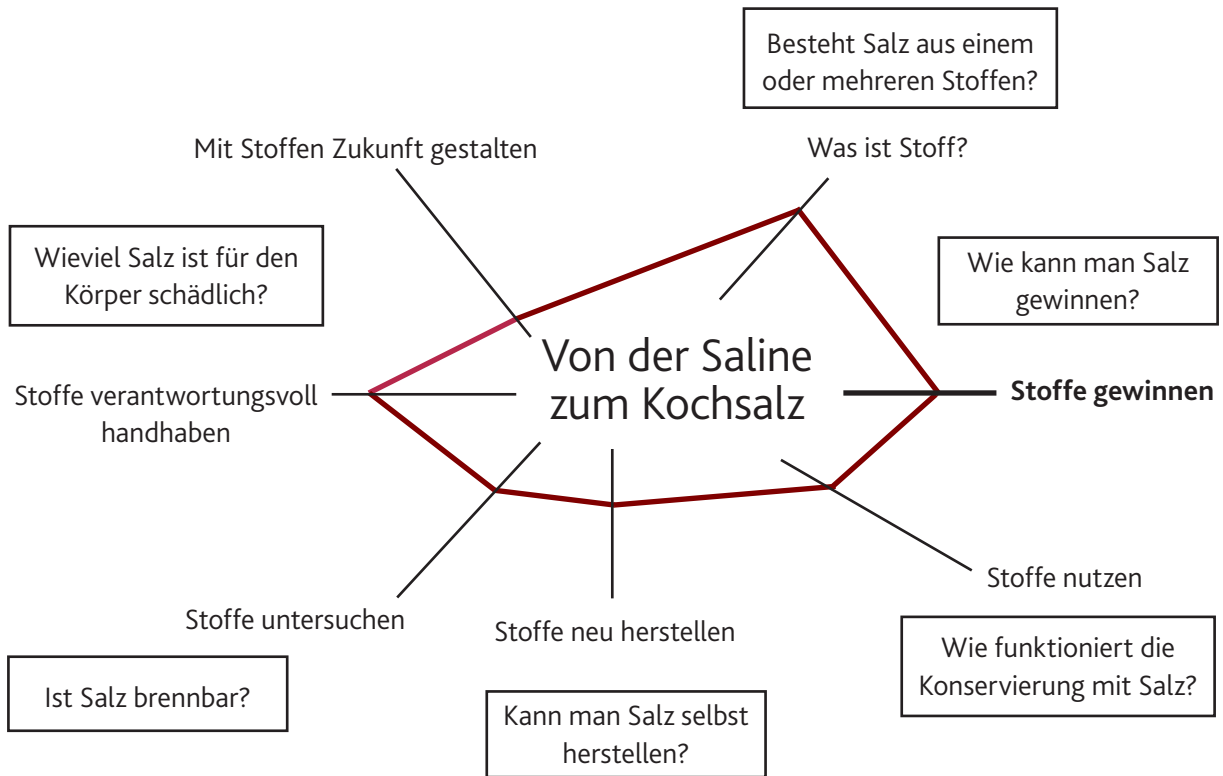 Besteht Salz aus einem
oder mehreren Stoffen?
Mit Stoffen Zukunft gestalten
Was ist Stoff?
Wieviel Salz ist für den
Körper schädlich?
Wie kann man Salz
gewinnen?
Von der Saline
zum Kochsalz
Stoffe verantwortungsvoll
handhaben
Stoffe gewinnen
Stoffe nutzen
Stoffe untersuchen
Stoffe neu herstellen
Wie funktioniert die
Konservierung mit Salz?
Ist Salz brennbar?
Kann man Salz selbst
herstellen?